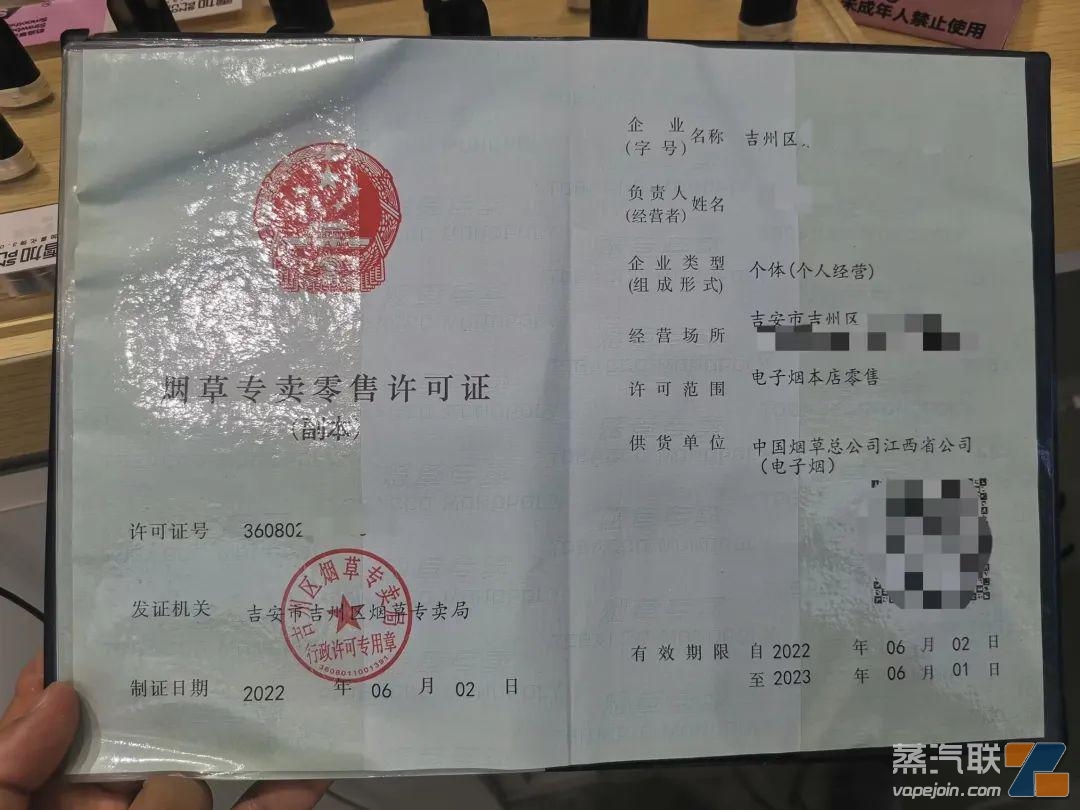 未成年人禁止使用
雪加
烟草专卖零售许可证
(副本)
许可证号 360802
发证机关 吉安市吉州区烟草专卖局
吉州区烟草专卖局
行政许可专用章
3608011001391
制证日期 2022 年 06 月 02 日
企业名称 吉州区
(字号)
负责人姓名
(经营者)
企业类型 个体(个人经营)
(组成形式)
经营场所 吉安市吉州区
许可范围 电子烟本店零售
供货单位 中国烟草总公司江西省公司
(电子烟)
有效期限 自 2022 年 06 月 02 日
至 2023 年 06 月 01 日
蒸汽联
vapejoin.com